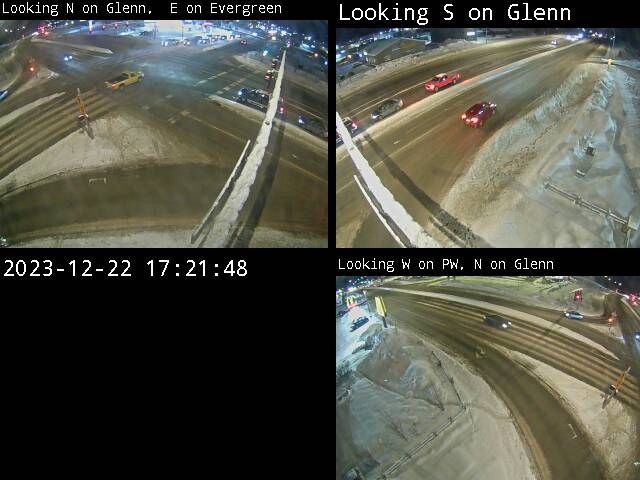 Looking N on Glenn,  E on Evergreen
Looking S on Glenn
2023-12-22 17:21:48
Looking W on PW, N on Glenn